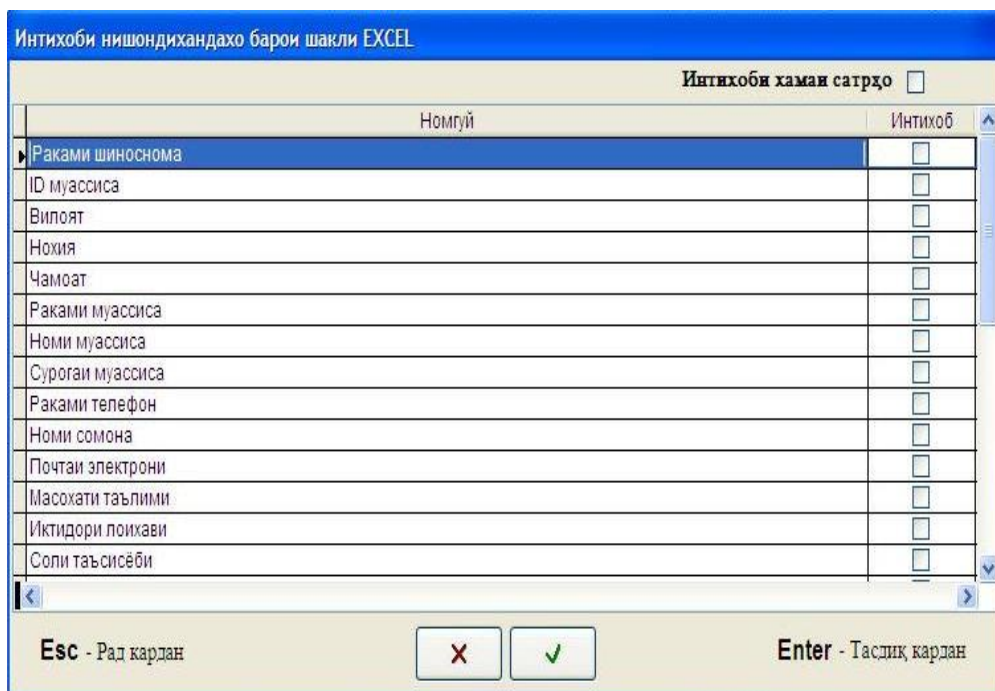 Интихоби нишондихандахо барои шакли EXCEL
Интихоби хамаи сатрҳо
Номгуй Интихоб
Раками шиноснома
ID муассиса
Вилоят
Нохия
Чамоат
Раками муассиса
Номи муассиса
Сурогаи муассиса
Раками телефон
Номи сомона
Почтаи электрони
Масохати таълими
Иктидори лоихави
Соли таъсисёби
Esc - Рад кардан
Enter - Тасдиқ кардан